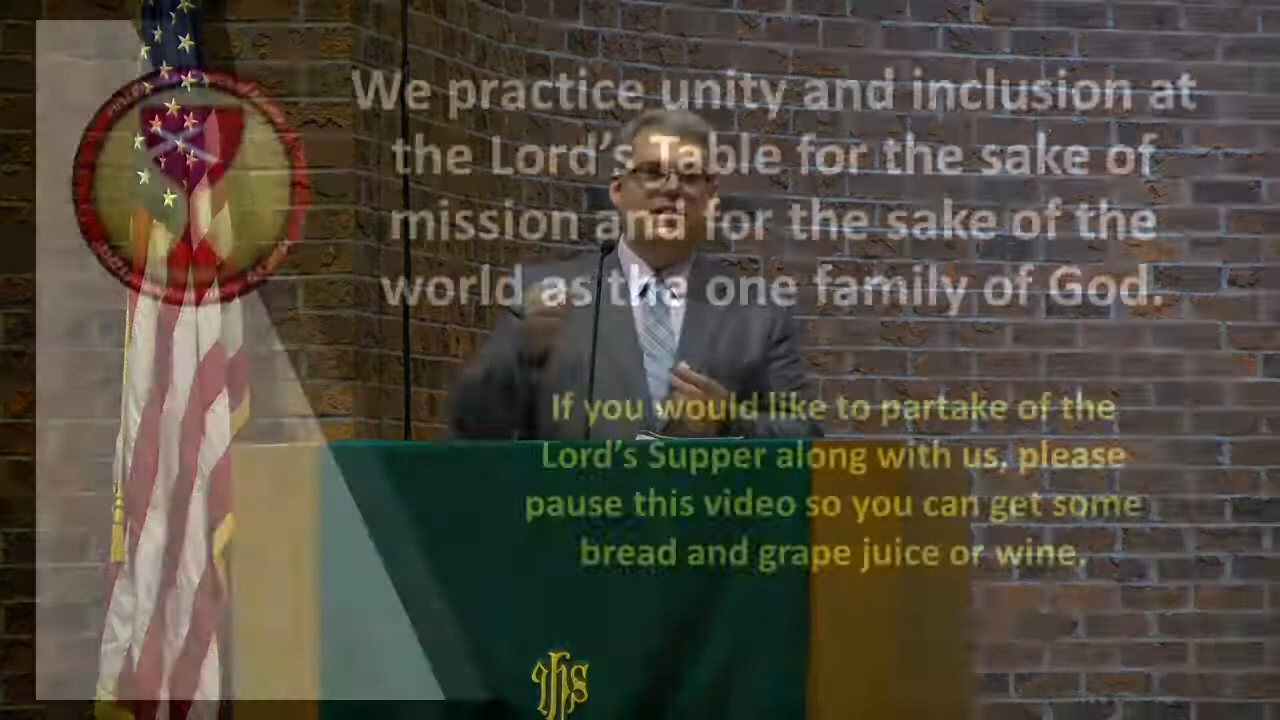 We practice unity and inclusion at
the Lord's Table for the sake of
mission and for the sake of the
world as the one family of God.
If you would like to partake of the
Lord's Supper along with us, please
pause this video so you can get some
bread and grape juice or wine.
IHS